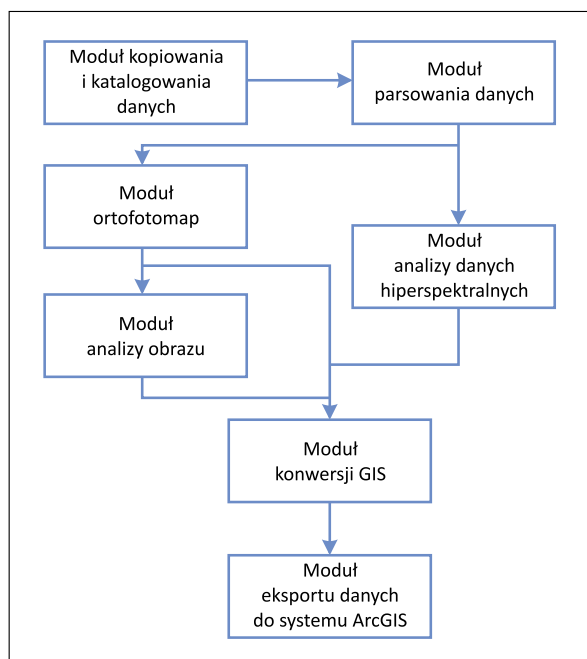 Moduł kopiowania
i katalogowania
danych
Moduł
parsowania danych
Moduł
ortofotomap
Moduł
analizy danych
hiperspektralnych
Moduł
analizy obrazu
Moduł
konwersji GIS
Moduł
eksportu danych
do systemu ArcGIS